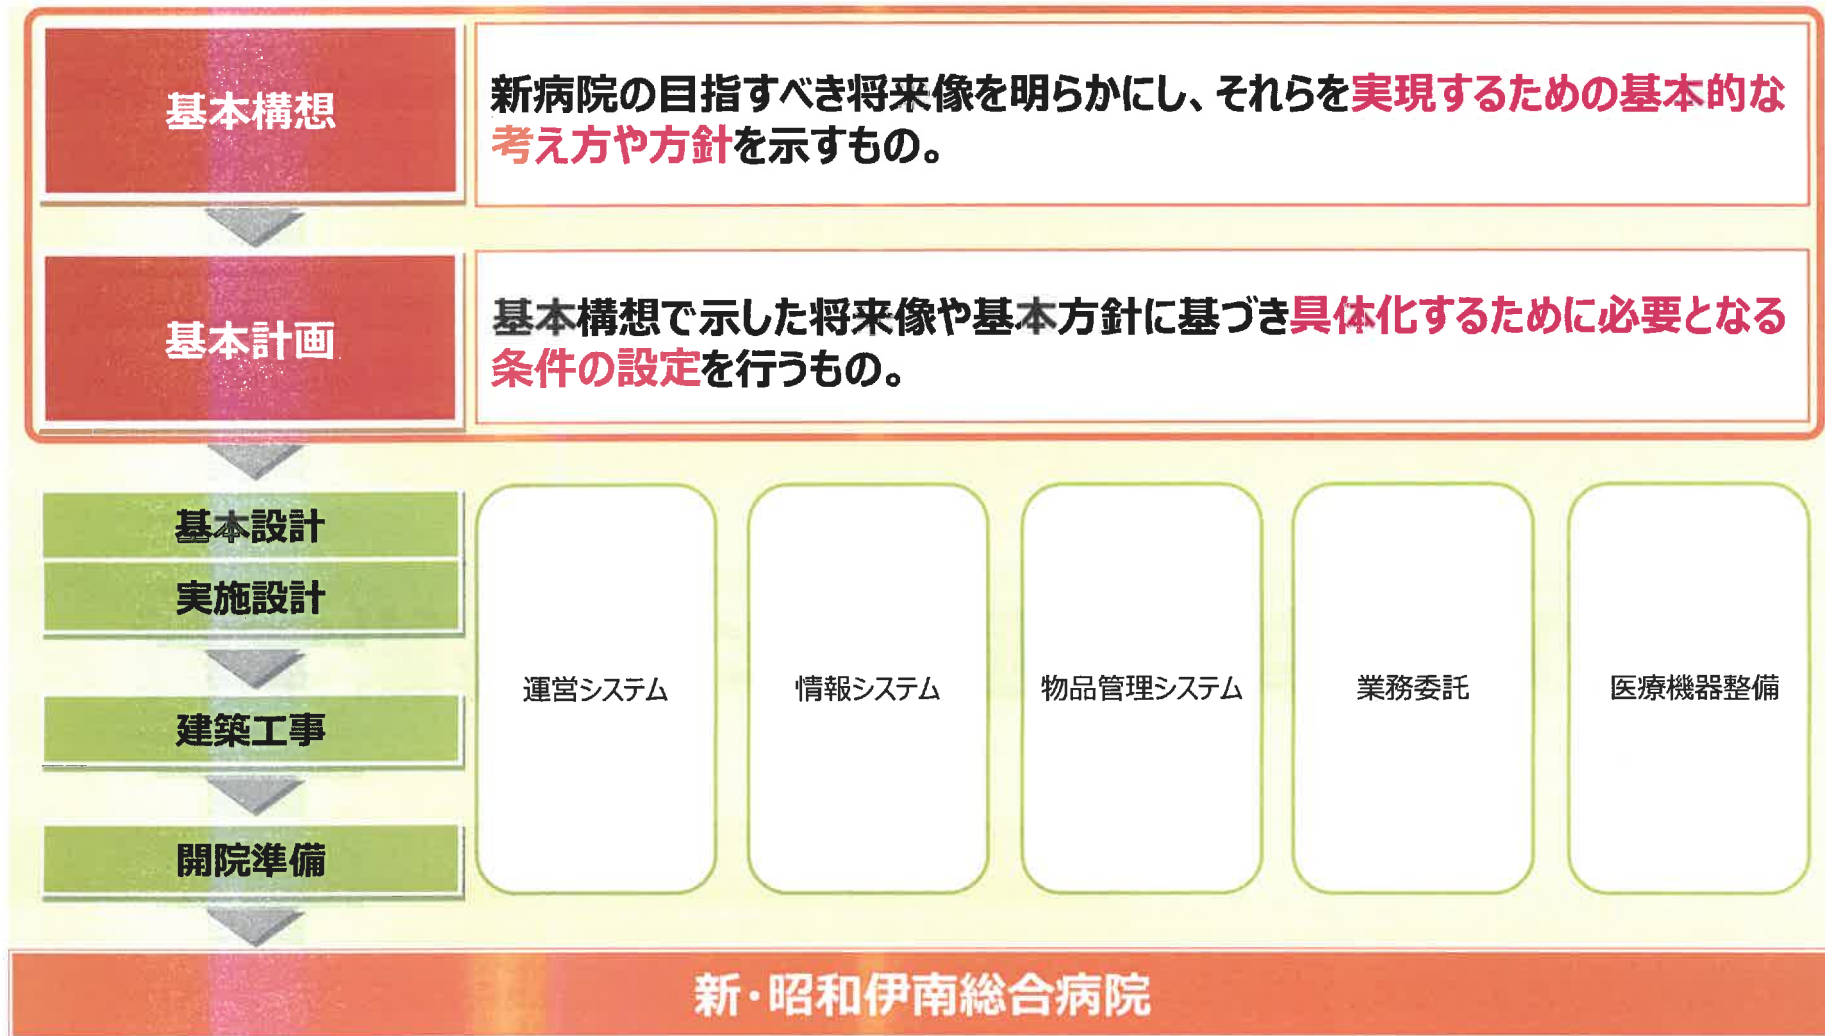 基本構想
新病院の目指すべき将来像を明らかにし、それらを実現するための基本的な
考え方や方針を示すもの。
基本計画
基本構想で示した将来像や基本方針に基づき具体化するために必要となる
条件の設定を行うもの。
基本設計
実施設計
建築工事
開院準備
運営システム
情報システム
物品管理システム
業務委託
医療機器整備
新・昭和伊南総合病院